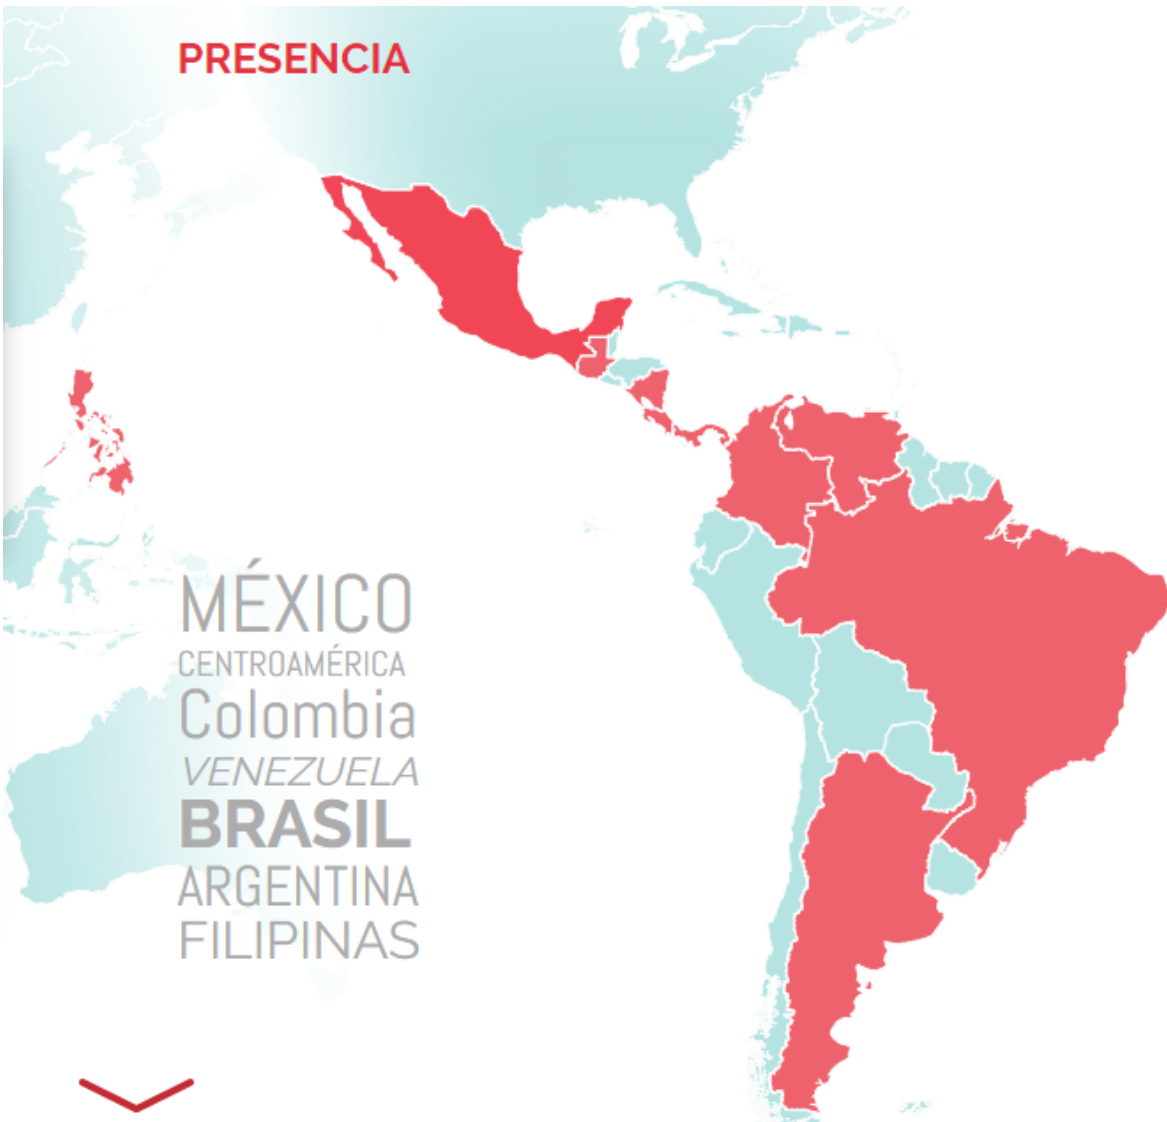 PRESENCIA
MÉXICO
CENTROAMÉRICA
Colombia
VENEZUELA
BRASIL
ARGENTINA
FILIPINAS